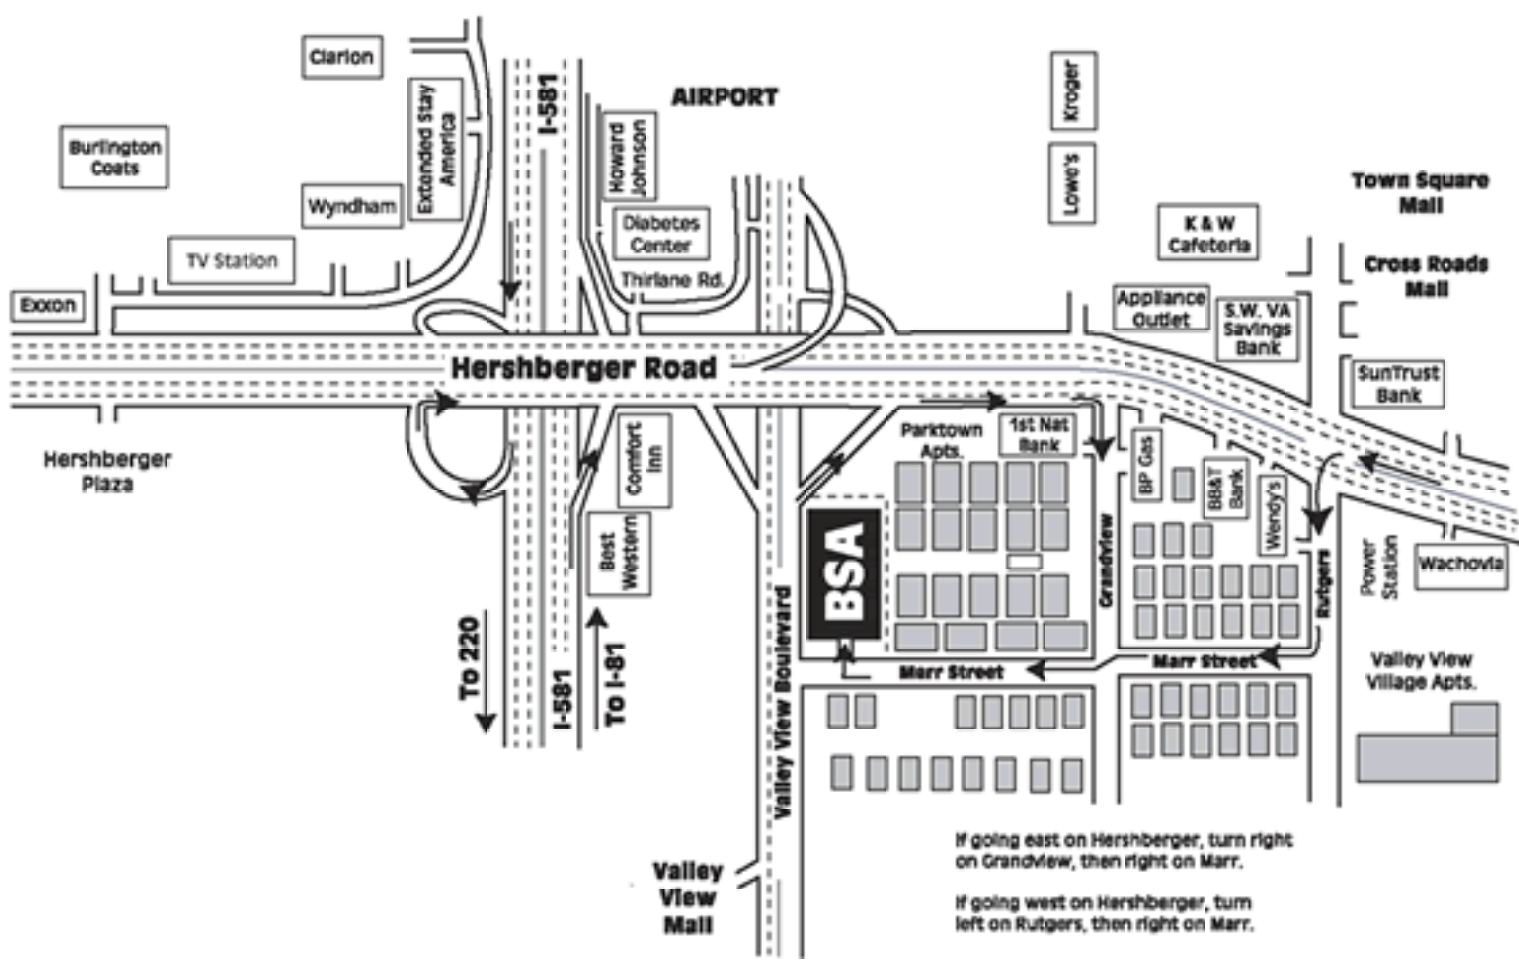 Clarion
I-581
AIRPORT
Kroger
Burlington
Coats
Extended Stay
America
Howard
Johnson
Lowe's
Town Square
Mall
Wyndham
Diabetes
Center
K & W
Cafeteria
TV Station
Thirlane Rd.
Cross Roads
Mall
Exxon
Appliance
Outlet
S.W. VA
Savings
Bank
Hershberger Road
SunTrust
Bank
Hershberger
Plaza
Comfort
Inn
Parktown
Apts.
1st Nat
Bank
BP Gas
BB&T
Bank
Wendy's
Best
Western
BSA
Grandview
Rutgers
Power
Station
Wachovia
To 220
I-581
To I-81
Valley View Boulevard
Marr Street
Marr Street
Valley View
Village Apts.
If going east on Hershberger, turn right
on Grandview, then right on Marr.
If going west on Hershberger, turn
left on Rutgers, then right on Marr.
Valley
View
Mall